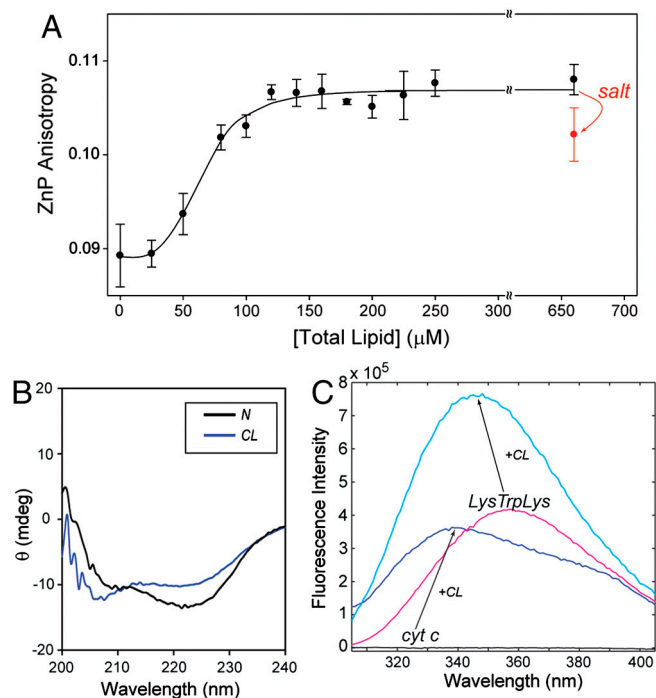 A
0.11
0.10
0.09
ZnP Anisotropy
salt
0 50 100 150 200 250 300 650 700
[Total Lipid] (μM)
B
20
10
0
-10
-20
θ (mdeg)
N
CL
200 210 220 230 240
Wavelength (nm)
C
8 x 10⁵
7
6
5
4
3
2
1
0
Fluorescence Intensity
+CL
LysTrpLys
+CL
cyt c
320 340 360 380 400
Wavelength (nm)